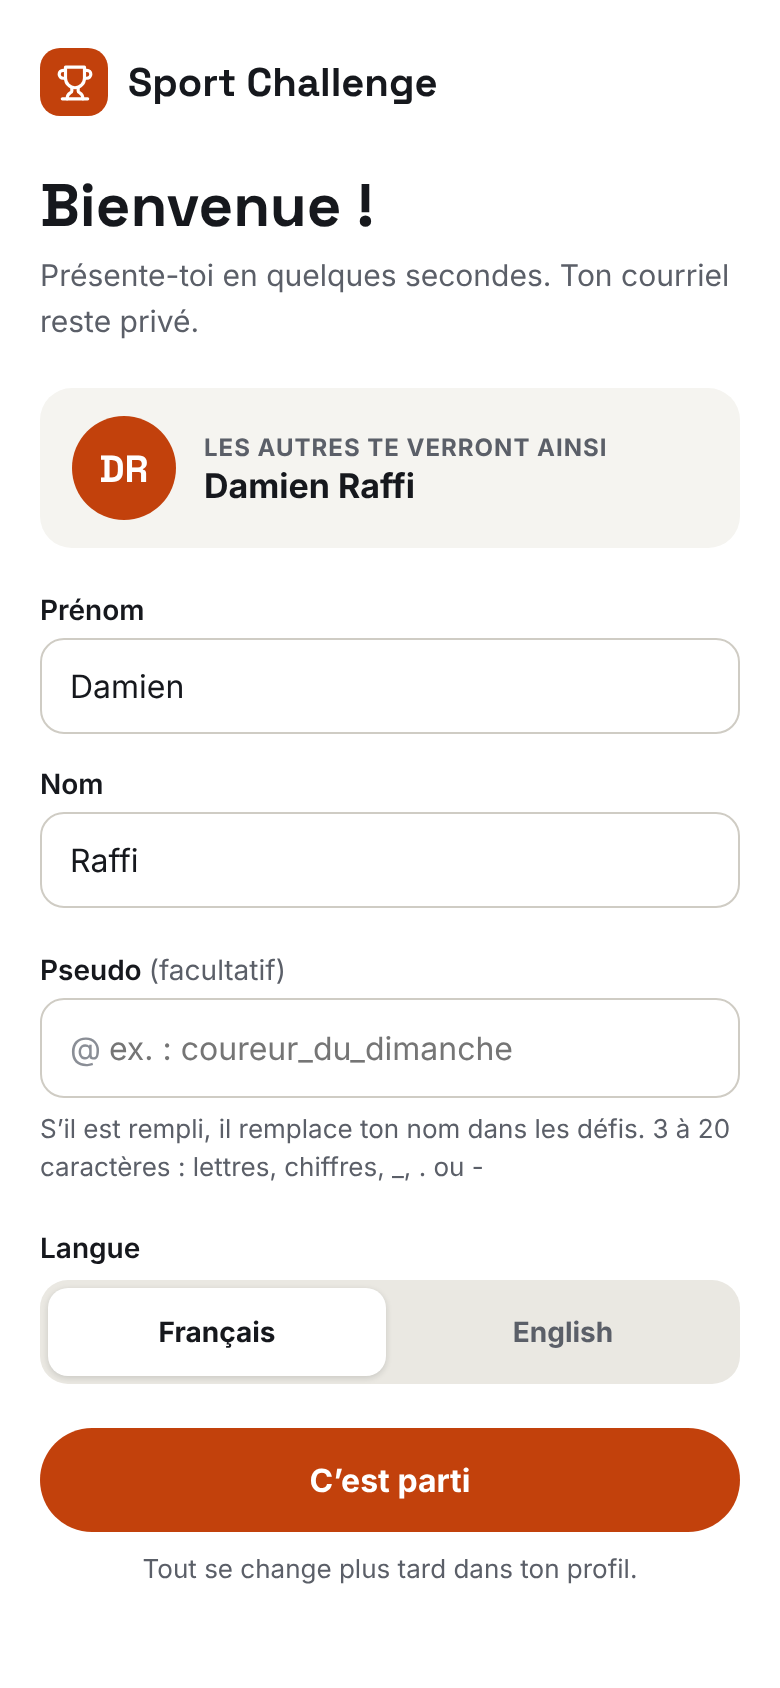 Sport Challenge
Bienvenue !
Présente-toi en quelques secondes. Ton courriel
reste privé.
DR
LES AUTRES TE VERRONT AINSI
Damien Raffi
Prénom
Damien
Nom
Raffi
Pseudo (facultatif)
@ ex. : coureur_du_dimanche
S’il est rempli, il remplace ton nom dans les défis. 3 à 20
caractères : lettres, chiffres, _, . ou -
Langue
Français English
C’est parti
Tout se change plus tard dans ton profil.